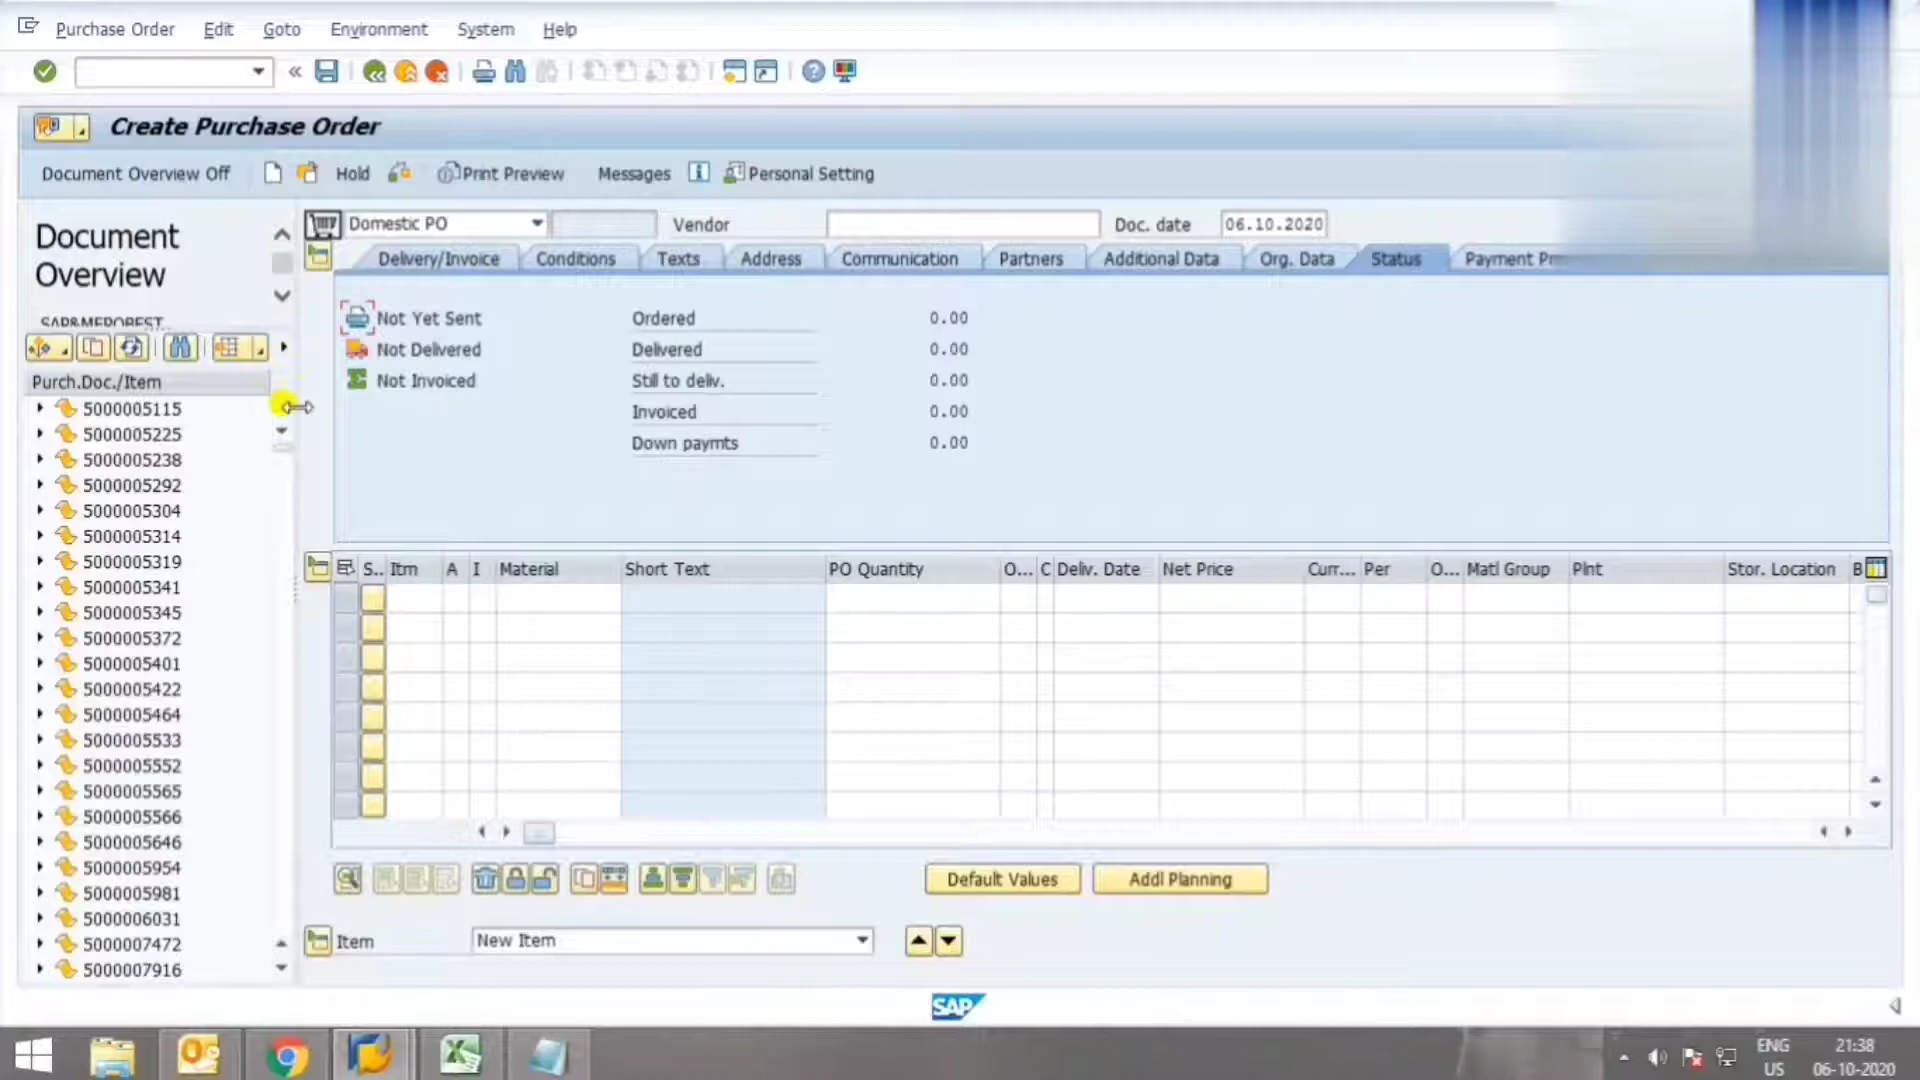 Purchase Order Edit Goto Environment System Help
Create Purchase Order
Document Overview Off Hold Print Preview Messages Personal Setting
Document
Overview
Domestic PO Vendor Doc. date 06.10.2020
Delivery/Invoice Conditions Texts Address Communication Partners Additional Data Org. Data Status Payment
Not Yet Sent Ordered 0.00
Not Delivered Delivered 0.00
Not Invoiced Still to deliv. 0.00
Invoiced 0.00
Down paymts 0.00
Purch.Doc./Item
5000005115
5000005225
5000005238
5000005292
5000005304
5000005314
5000005319
5000005341
5000005345
5000005372
5000005401
5000005422
5000005464
5000005533
5000005552
5000005565
5000005566
5000005646
5000005954
5000005981
5000006031
5000007472
5000007916
S.. Itm A I Material Short Text PO Quantity O... C Deliv. Date Net Price Curr... Per O... Matl Group Plnt Stor. Location B
Default Values Addl Planning
Item New Item
SAP
ENG 21:38
US 06-10-2020